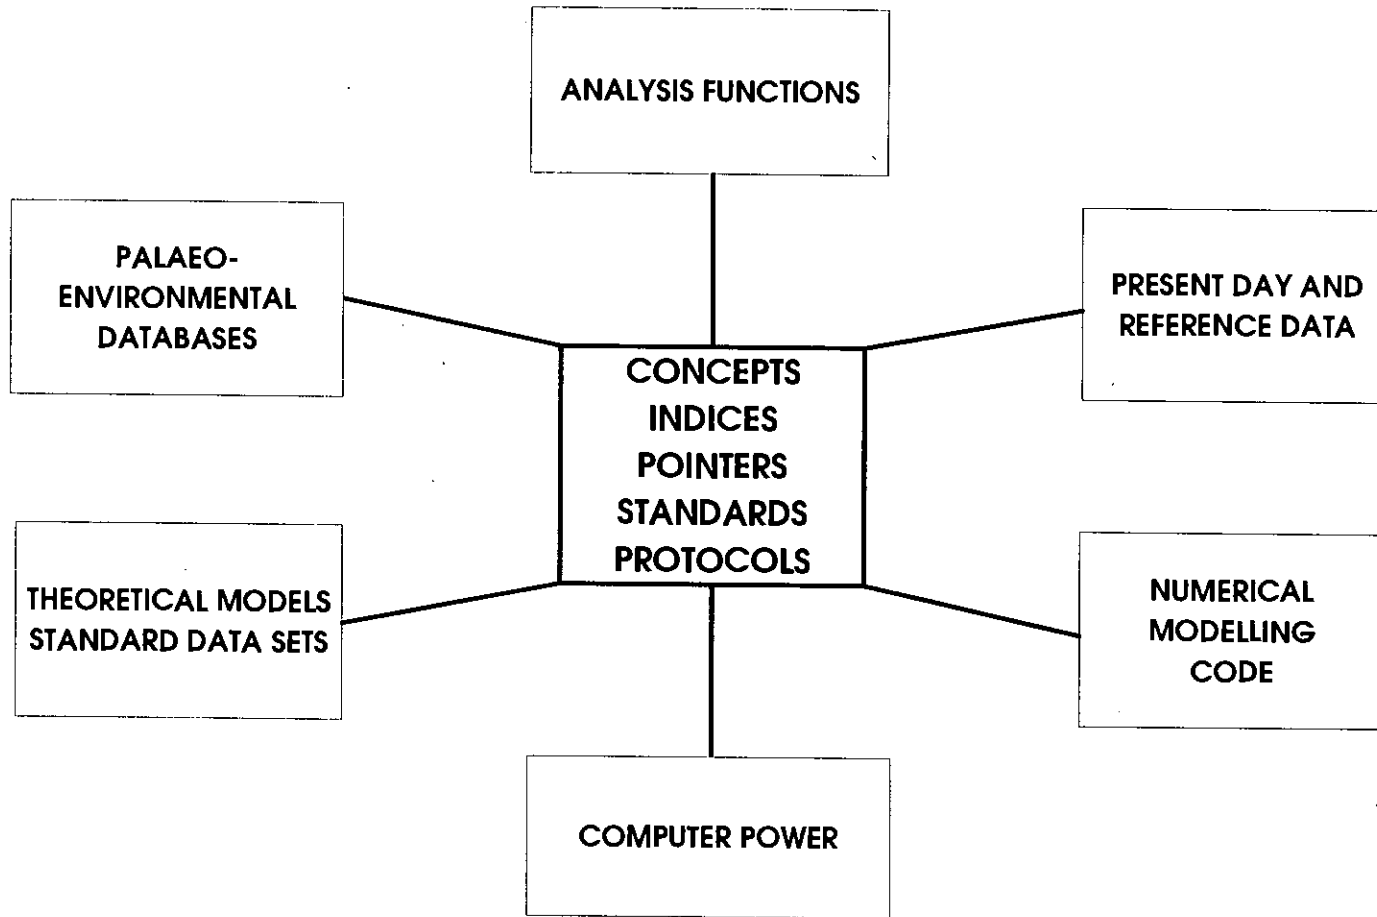 ANALYSIS FUNCTIONS
PALAEO-
ENVIRONMENTAL
DATABASES
PRESENT DAY AND
REFERENCE DATA
CONCEPTS
INDICES
POINTERS
STANDARDS
PROTOCOLS
THEORETICAL MODELS
STANDARD DATA SETS
NUMERICAL
MODELLING
CODE
COMPUTER POWER